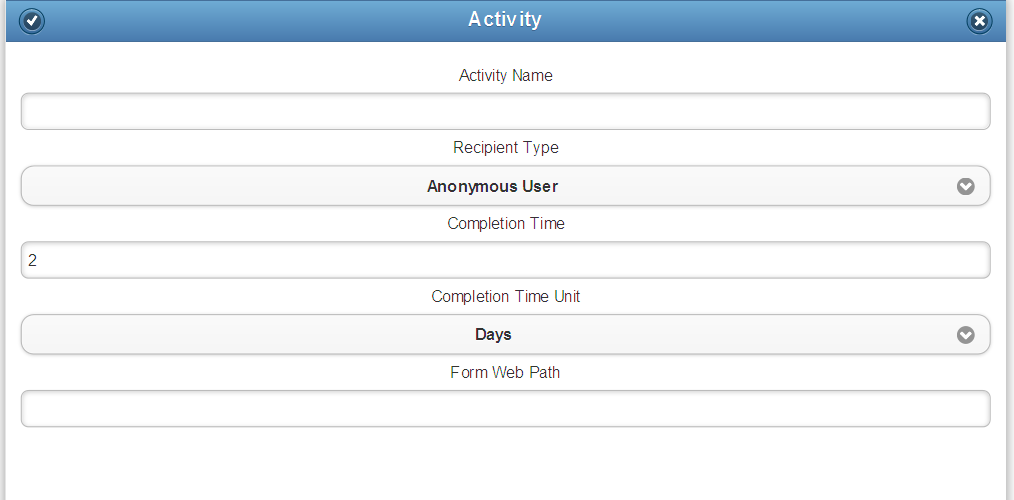 Activity
Activity Name
Recipient Type
Anonymous User
Completion Time
2
Completion Time Unit
Days
Form Web Path